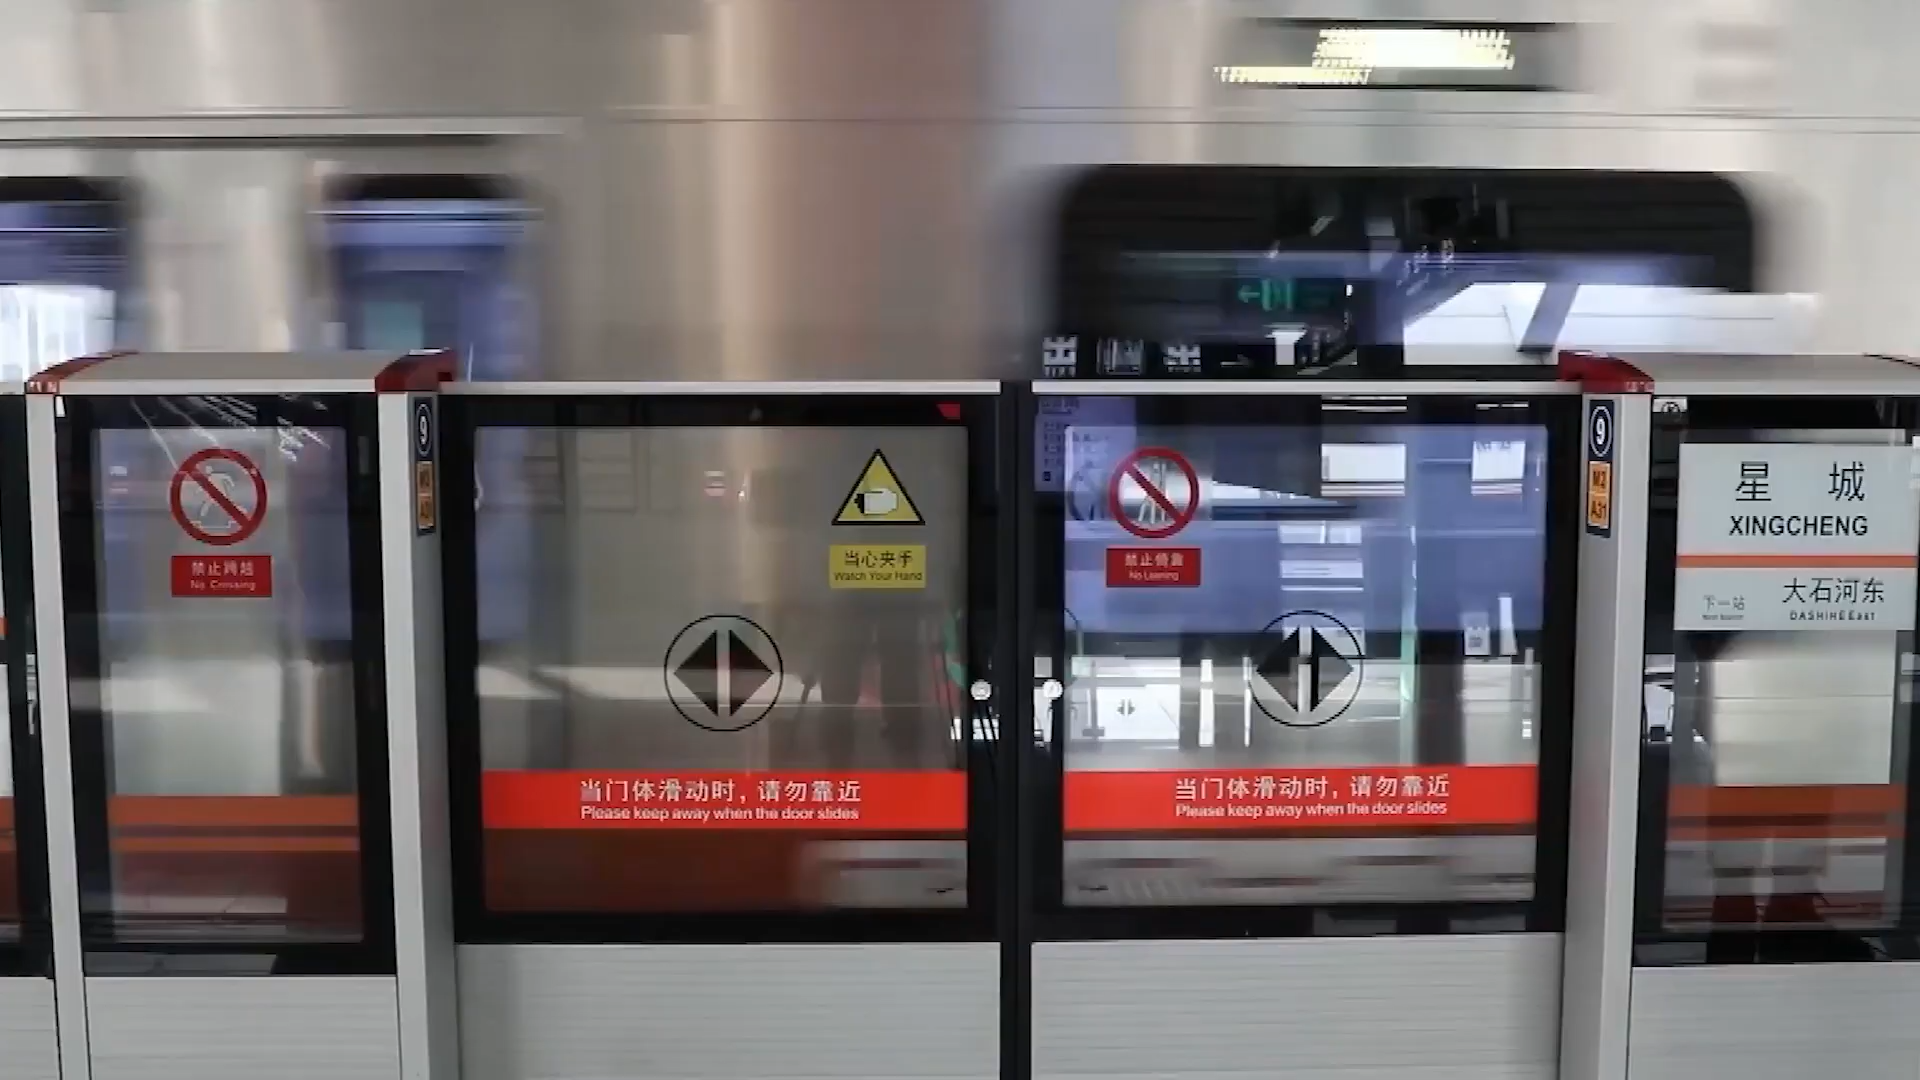 禁止跨越
No Crossing
9
当心夹手
Watch Your Hand
当门体滑动时，请勿靠近
Please keep away when the door slides
禁止倚靠
No Leaning
当门体滑动时，请勿靠近
Please keep away when the door slides
9
A31
星城
XINGCHENG
下一站
大石河东
DASHIHE East